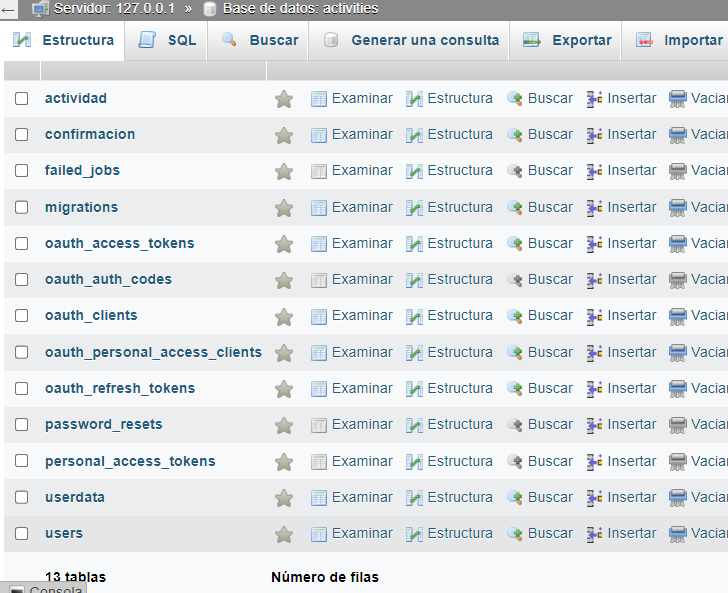 Servidor: 127.0.0.1 » Base de datos: activities
Estructura SQL Buscar Generar una consulta Exportar Importar
actividad Examinar Estructura Buscar Insertar Vaciar
confirmacion Examinar Estructura Buscar Insertar Vaciar
failed_jobs Examinar Estructura Buscar Insertar Vaciar
migrations Examinar Estructura Buscar Insertar Vaciar
oauth_access_tokens Examinar Estructura Buscar Insertar Vaciar
oauth_auth_codes Examinar Estructura Buscar Insertar Vaciar
oauth_clients Examinar Estructura Buscar Insertar Vaciar
oauth_personal_access_clients Examinar Estructura Buscar Insertar Vaciar
oauth_refresh_tokens Examinar Estructura Buscar Insertar Vaciar
password_resets Examinar Estructura Buscar Insertar Vaciar
personal_access_tokens Examinar Estructura Buscar Insertar Vaciar
userdata Examinar Estructura Buscar Insertar Vaciar
users Examinar Estructura Buscar Insertar Vaciar
13 tablas Número de filas
Consola